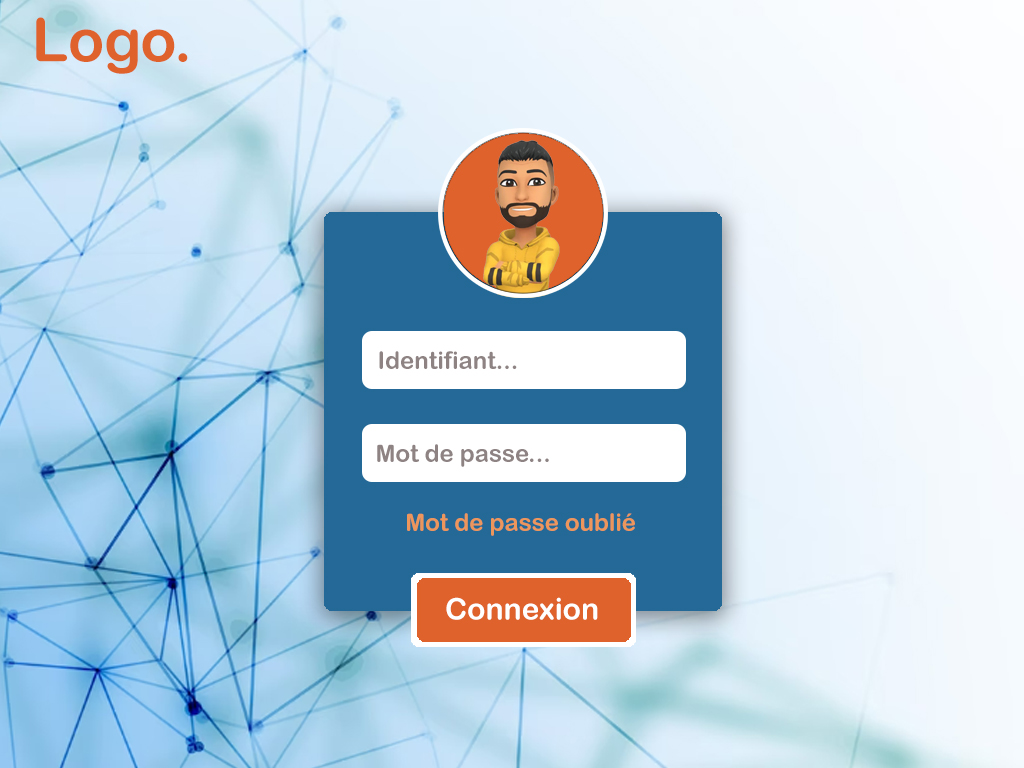 Logo.
Identifiant...
Mot de passe...
Mot de passe oublié
Connexion